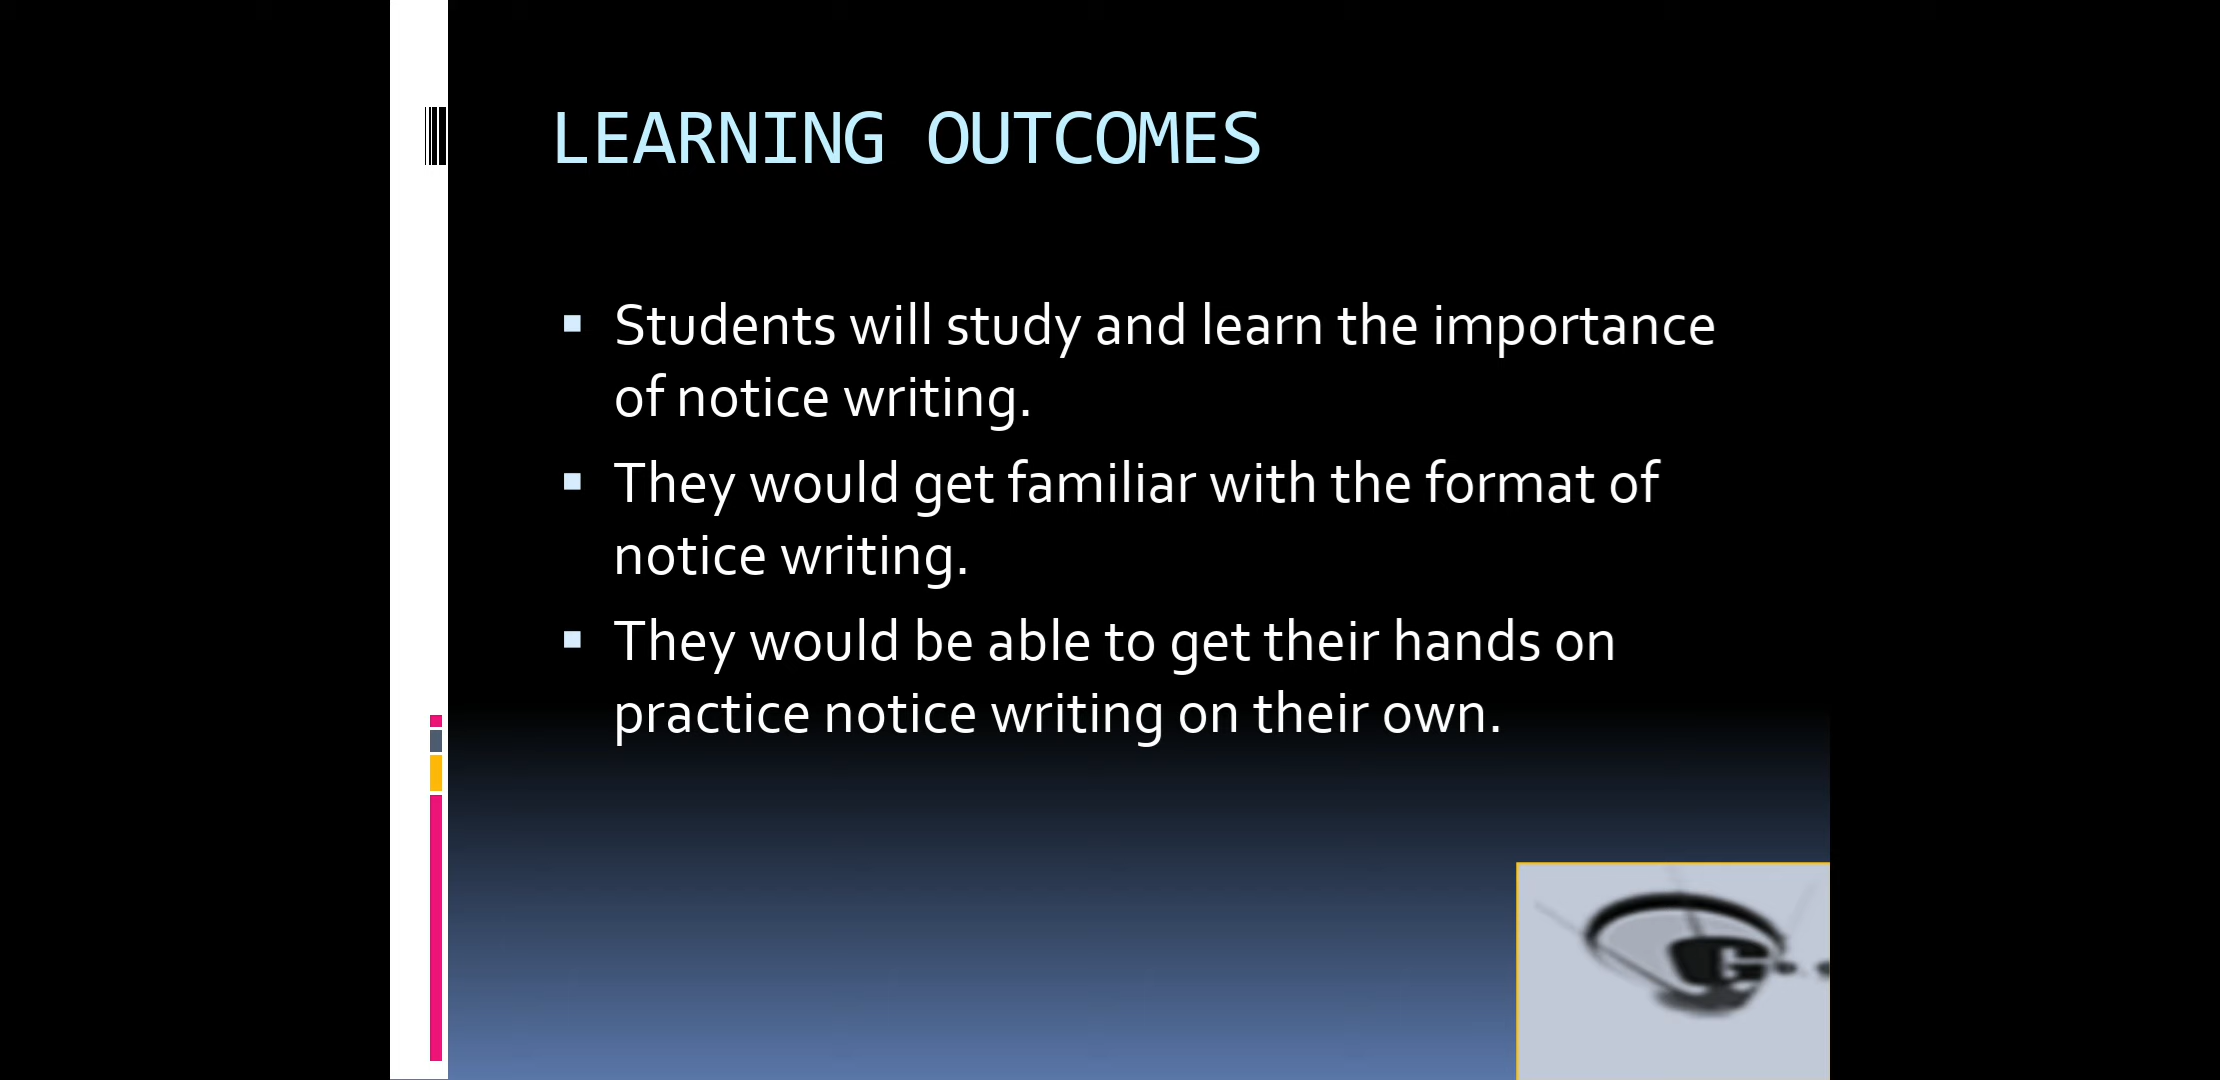 LEARNING OUTCOMES
Students will study and learn the importance
of notice writing.
They would get familiar with the format of
notice writing.
They would be able to get their hands on
practice notice writing on their own.